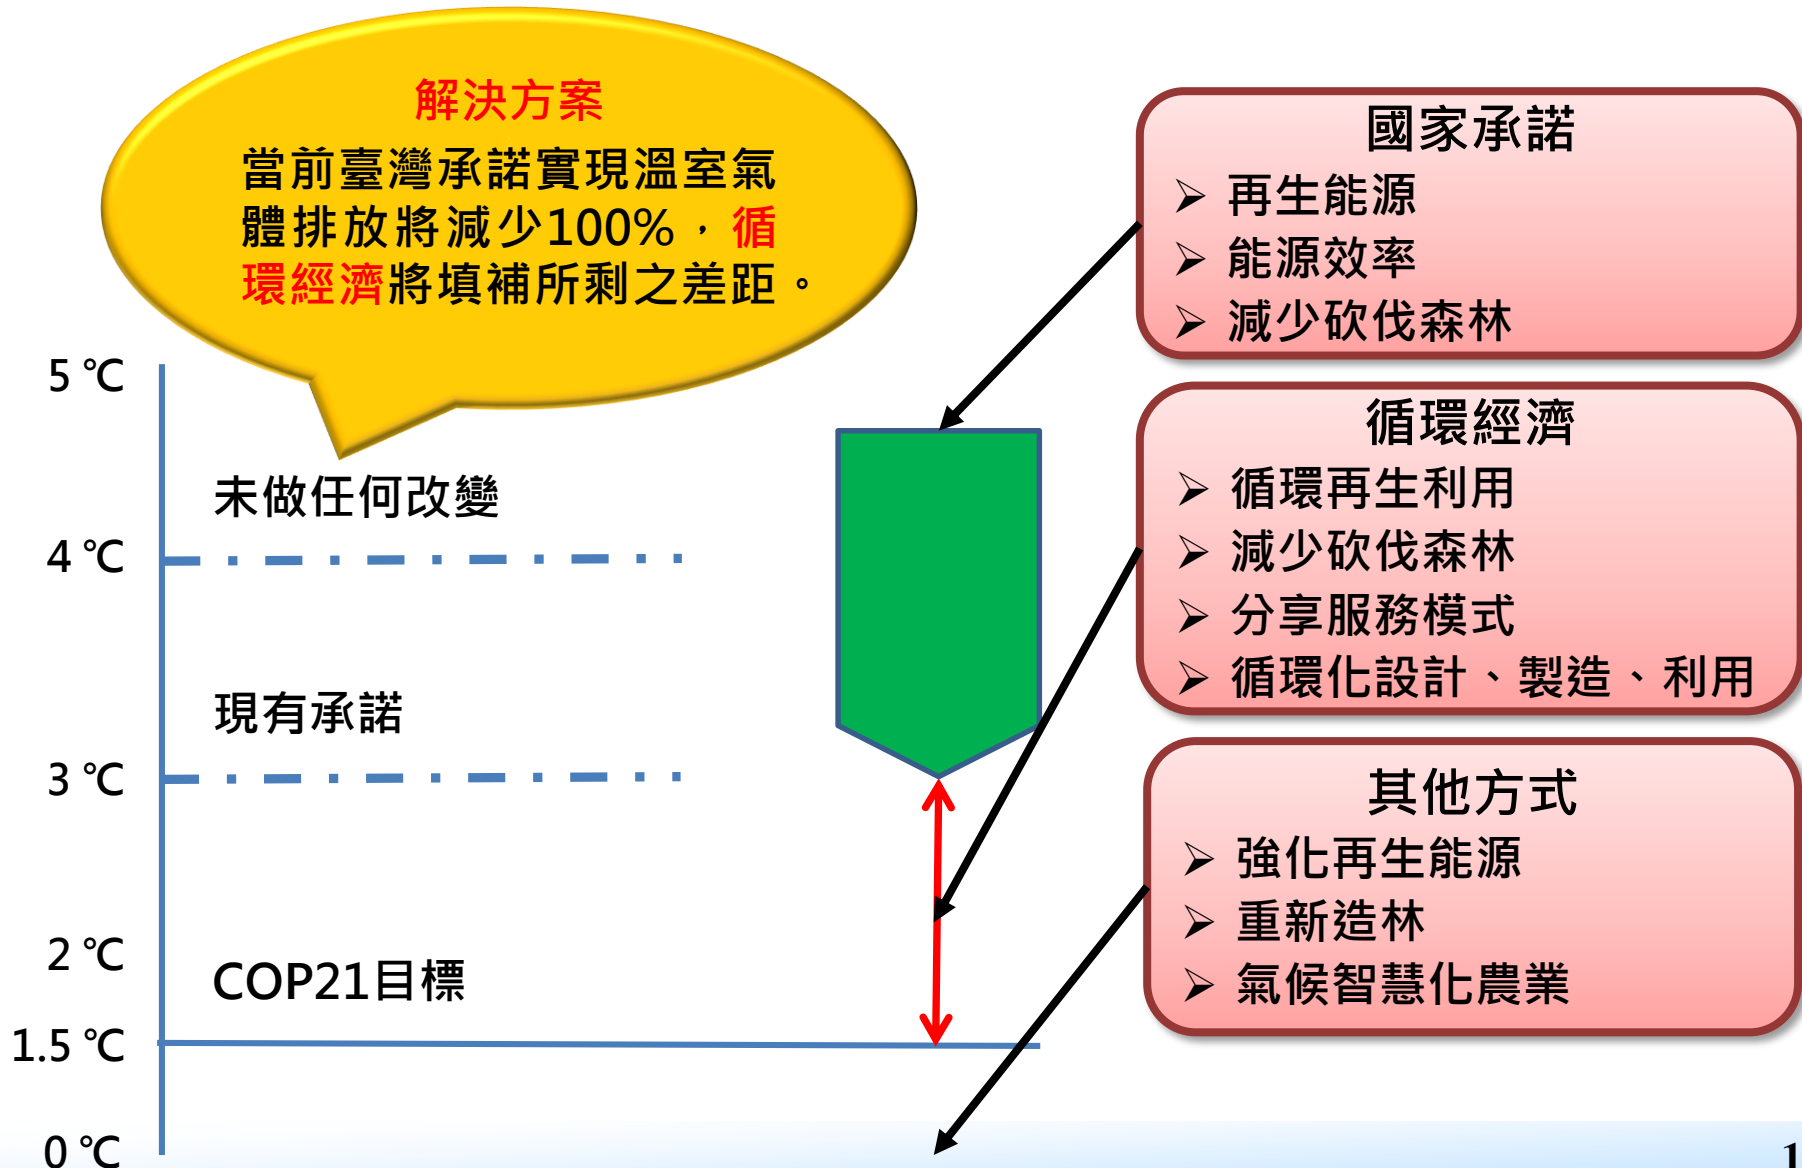 解決方案
當前臺灣承諾實現溫室氣
體排放將減少100%，循
環經濟將填補所剩之差距。
國家承諾
再生能源
能源效率
減少砍伐森林
循環經濟
循環再生利用
減少砍伐森林
分享服務模式
循環化設計、製造、利用
其他方式
強化再生能源
重新造林
氣候智慧化農業
5 ℃
未做任何改變
4 ℃
現有承諾
3 ℃
2 ℃
COP21目標
1.5 ℃
0 ℃
1